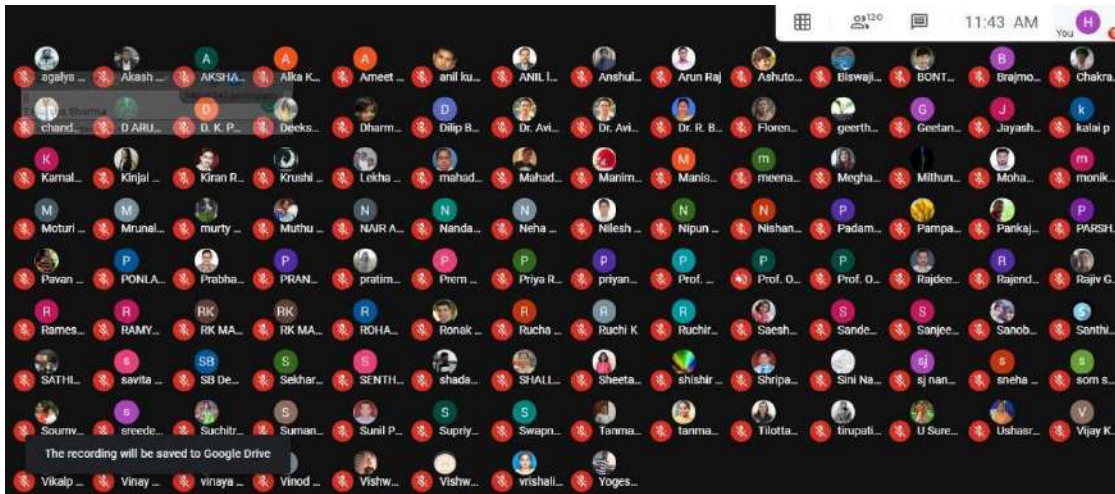 120 11:43 AM You H
A A A B
agalya ... Akash ... AKSHA... Alka K... Ameet ... anil ku... ANIL I... Anshul... Arun Raj Ashuto... Biswaji... BONT... Brajmo... Chakra.
D D G J k
chand... D ARU... D. K. P... Deeks... Dharm... Dilip B... Dr. Avi... Dr. Avi... Dr. R. B... Floren... geerth... Geetan... Jayash... kalai p
K M m m
Kamal... Kinjal ... Kiran R... Krushi ... Lekha ... mahad... Mahad... Manim... Manis... meena... Megha... Mithun... Moha... monik...
M M N N N N N P P
Moturi ... Mrunal... murty ... Muthu ... NAIR A... Nanda... Neha ... Nilesh ... Nipun ... Nishan... Padam... Pampa... Pankaj... PARSH.
P P P P p P P P R
Pavan ... PONLA... Prabha... PRAN... pratim... Prem ... Priya R... priyan... Prof. ... Prof. O... Prof. O... Rajdee... Rajend... Rajiv G.
R R RK RK R R R R S S S
Rames... RAMY... RK MA... RK MA... ROHA... Ronak ... Rucha ... Ruchi K Ruchir... Saesh... Sande... Sanjee... Sanob... Santhi...
s SB S S sj s s
SATHI... savita ... SB De... Sekhar... SENTH... shada... SHALL... Sheeta... shishir ... Shripa... Sini Na... sj nan... sneha ... som s...
s S S S V
Soumy... sreede... Suchitr... Suman... Sunil P... Supriy... Swapn... Tanma... tanma... Tilotta... tirupati... U Sure... Ushasr... Vijay K.
The recording will be saved to Google Drive
Vikalp ... Vinay ... vinaya ... Vinod ... Vishw... Vishw... vrishali... Yoges...